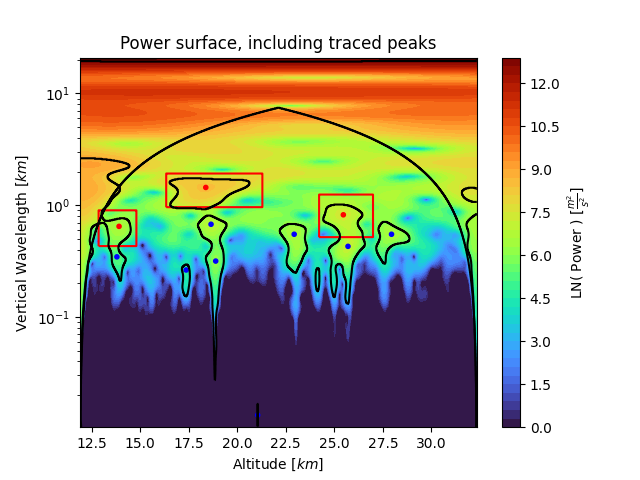 Power surface, including traced peaks
Vertical Wavelength [km]
10¹
10⁰
10⁻¹
12.5 15.0 17.5 20.0 22.5 25.0 27.5 30.0
Altitude [km]
12.0
10.5
9.0
7.5
6.0
4.5
3.0
1.5
0.0
LN( Power ) [m²/s²]